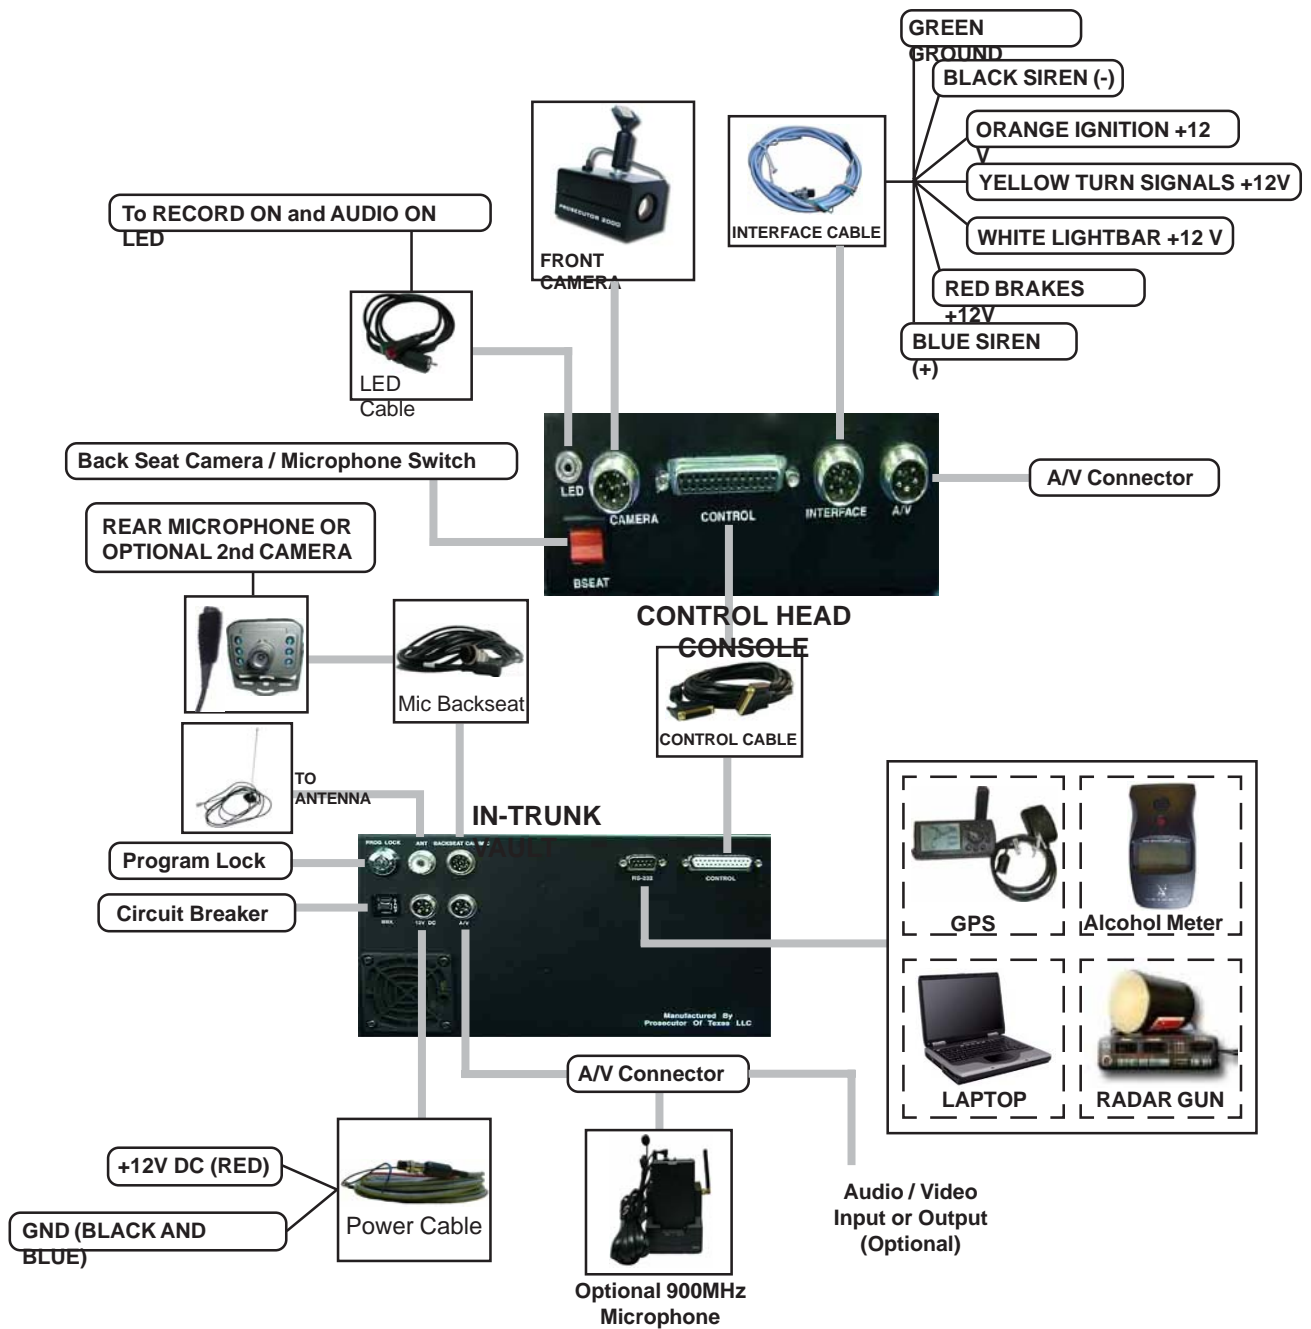 GREEN
GROUND
BLACK SIREN (-)
ORANGE IGNITION +12
V
YELLOW TURN SIGNALS +12V
WHITE LIGHTBAR +12 V
RED BRAKES
+12V
BLUE SIREN
(+)
INTERFACE CABLE
PROSECUTOR 2000
FRONT
CAMERA
To RECORD ON and AUDIO ON
LED
LED
Cable
Back Seat Camera / Microphone Switch
LED
CAMERA
CONTROL
INTERFACE
A/V
BSEAT
A/V Connector
REAR MICROPHONE OR
OPTIONAL 2nd CAMERA
CONTROL HEAD
CONSOLE
Mic Backseat
CONTROL CABLE
TO
ANTENNA
IN-TRUNK
VAULT
PROG LOCK
ANT
BACKSEAT
RS-232
CONTROL
12V DC
A/V
Program Lock
Circuit Breaker
Manufactured By
Prosecutor Of Texas LLC
GPS
Alcohol Meter
LAPTOP
RADAR GUN
A/V Connector
+12V DC (RED)
GND (BLACK AND
BLUE)
Power Cable
Audio / Video
Input or Output
(Optional)
Optional 900MHz
Microphone